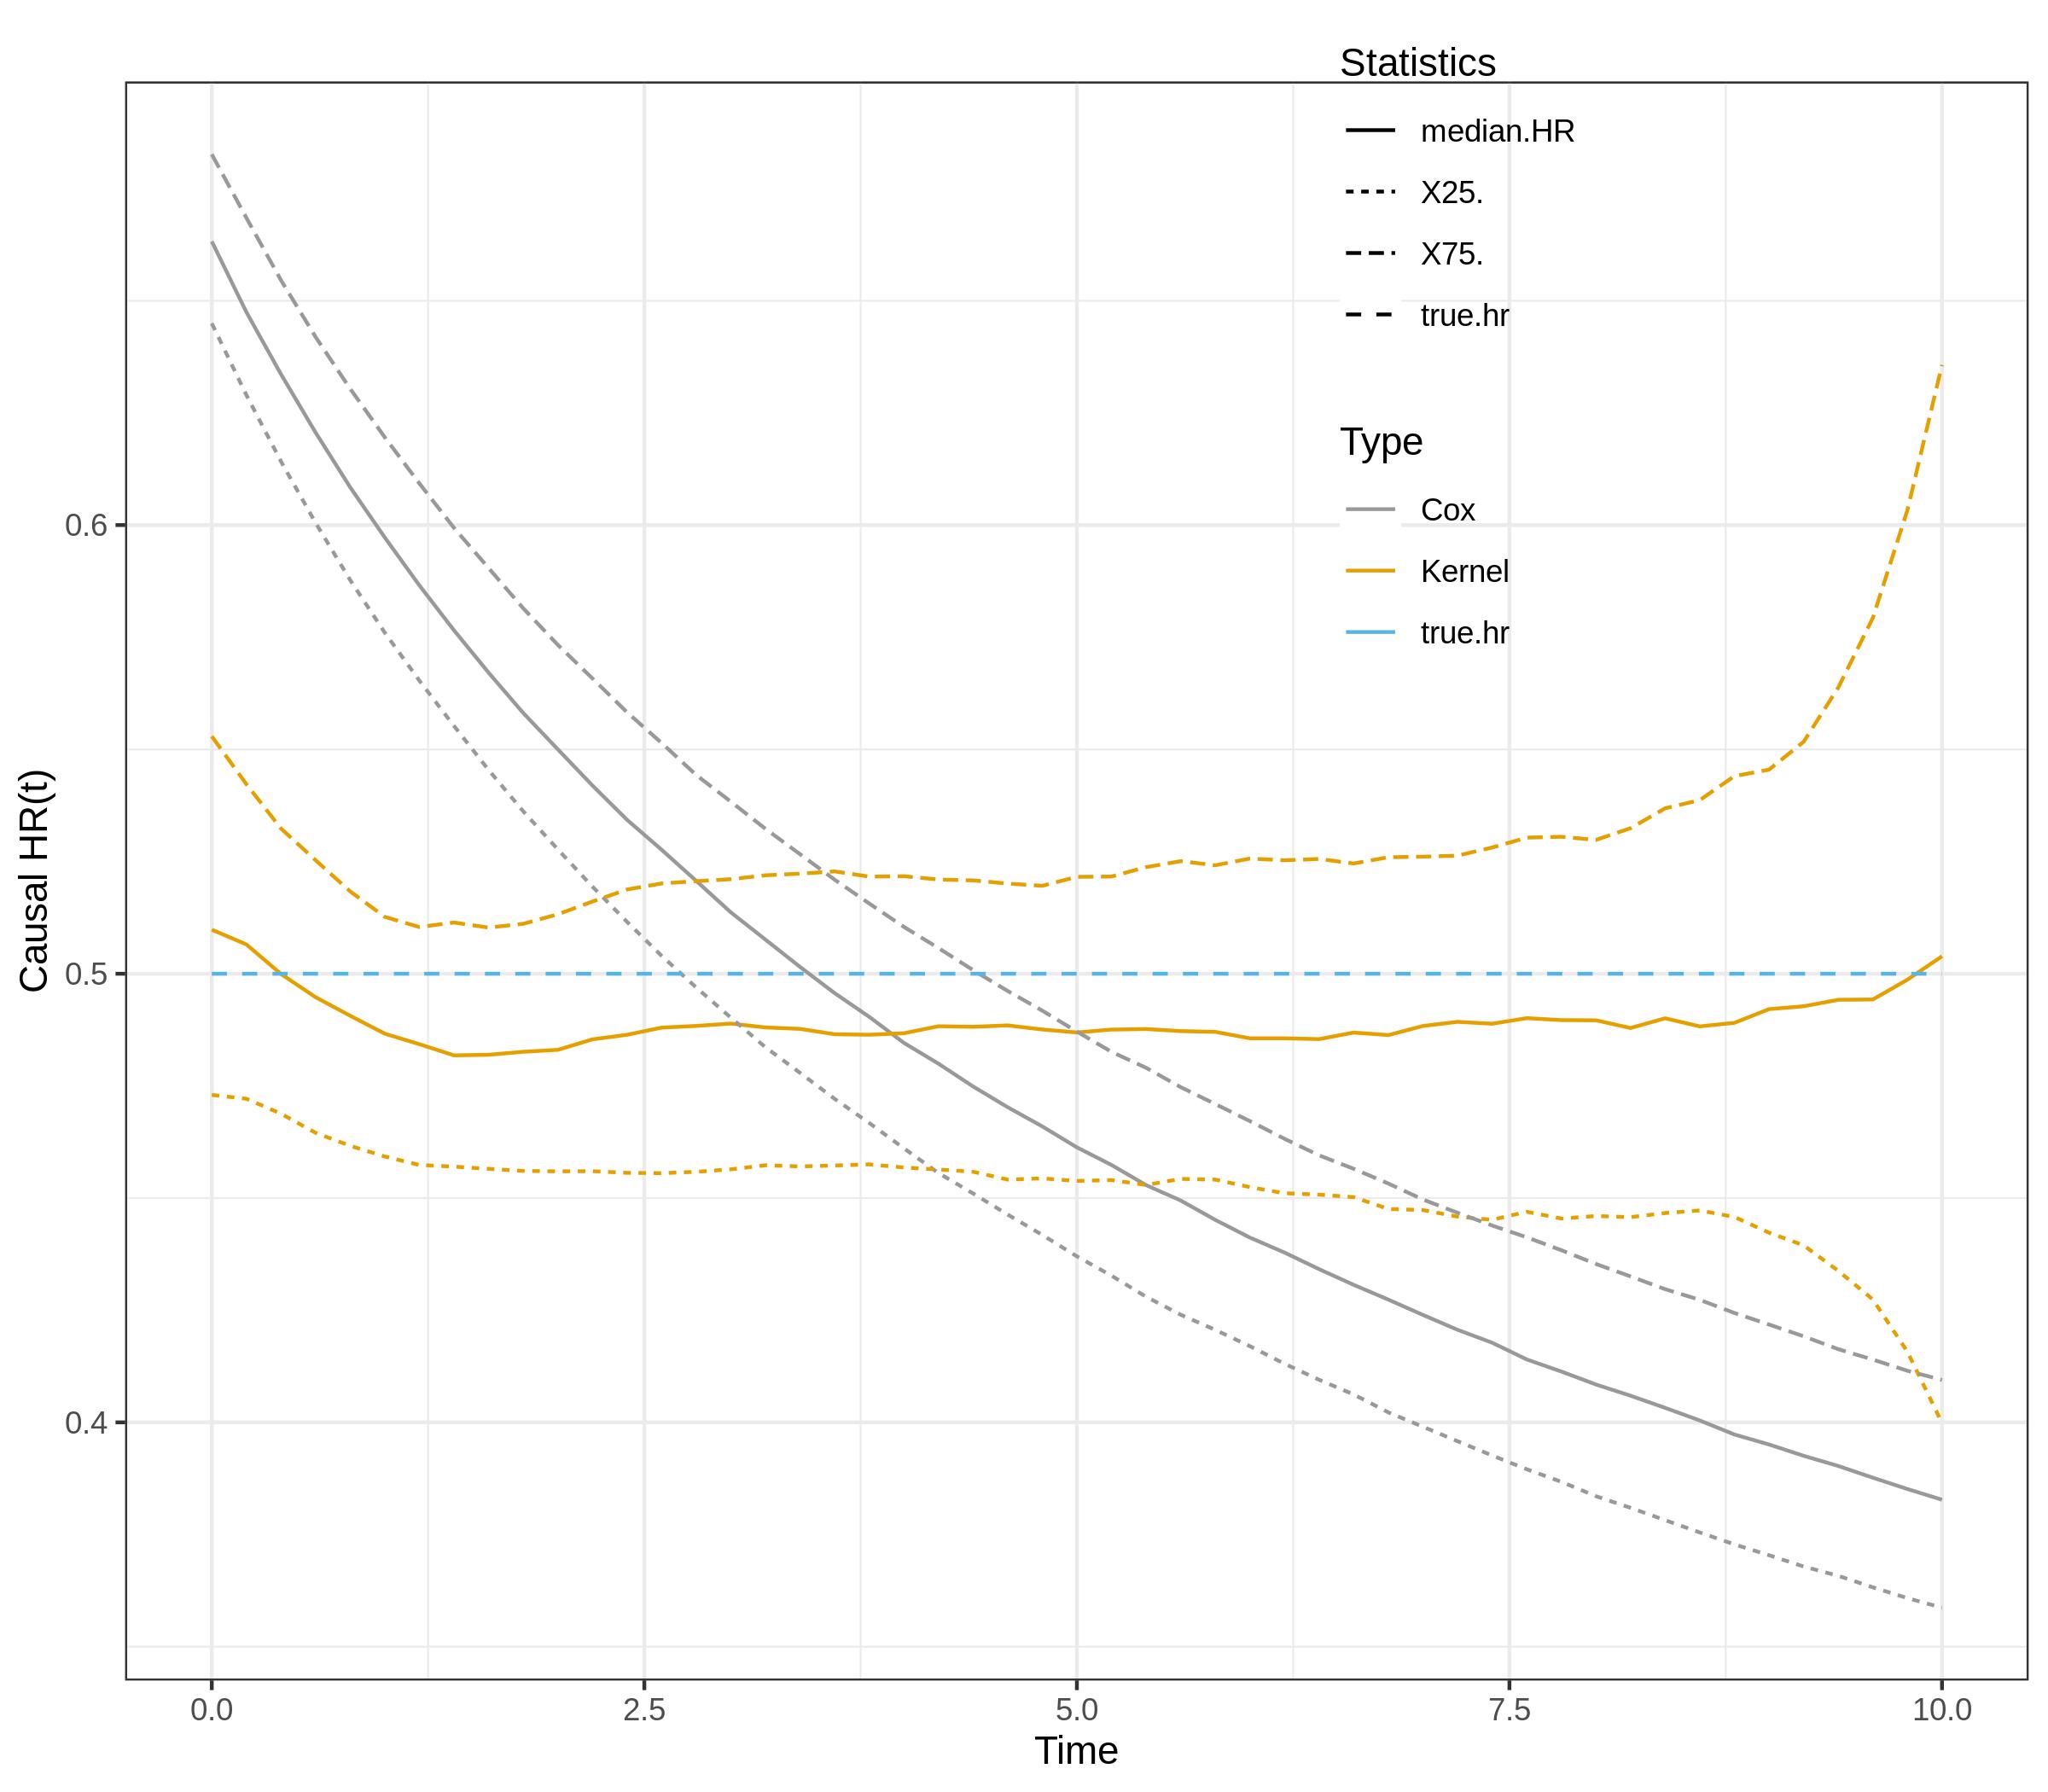 Statistics
median.HR
X25.
X75.
true.hr
Type
Cox
Kernel
true.hr
Causal HR(t)
0.6
0.5
0.4
0.0 2.5 5.0 7.5 10.0
Time